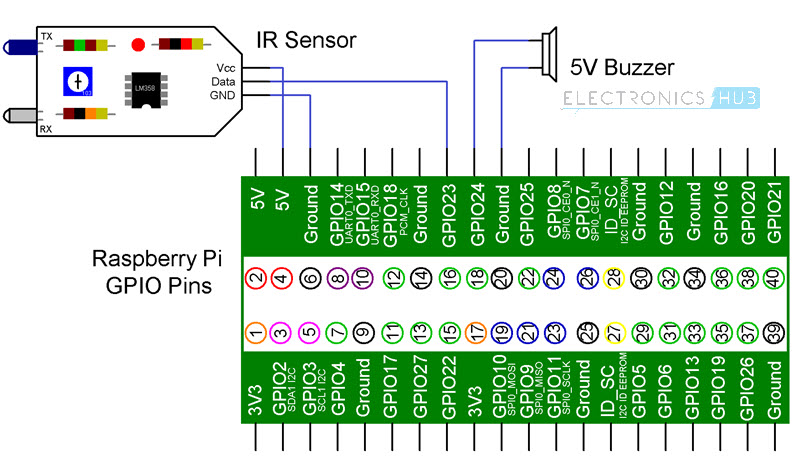 TX
IR Sensor
Vcc
Data
GND
LM358
103
RX
5V Buzzer
ELECTRONICS HUB
Raspberry Pi
GPIO Pins
5V
5V
Ground
GPIO14
UART0_TXD
GPIO15
UART0_RXD
GPIO18
PCM_CLK
Ground
GPIO23
GPIO24
Ground
GPIO25
GPIO8
SPI0_CE0_N
GPIO7
SPI0_CE1_N
ID_SC
I2C ID EEPROM
Ground
GPIO12
Ground
GPIO16
GPIO20
GPIO21
2 4 6 8 10 12 14 16 18 20 22 24 26 28 30 32 34 36 38 40
1 3 5 7 9 11 13 15 17 19 21 23 25 27 29 31 33 35 37 39
3V3
GPIO2
SDA1 I2C
GPIO3
SCL1 I2C
GPIO4
Ground
GPIO17
GPIO27
GPIO22
3V3
GPIO10
SPI0_MOSI
GPIO9
SPI0_MISO
GPIO11
SPI0_SCLK
Ground
ID_SC
I2C ID EEPROM
GPIO5
GPIO6
GPIO13
GPIO19
GPIO26
Ground